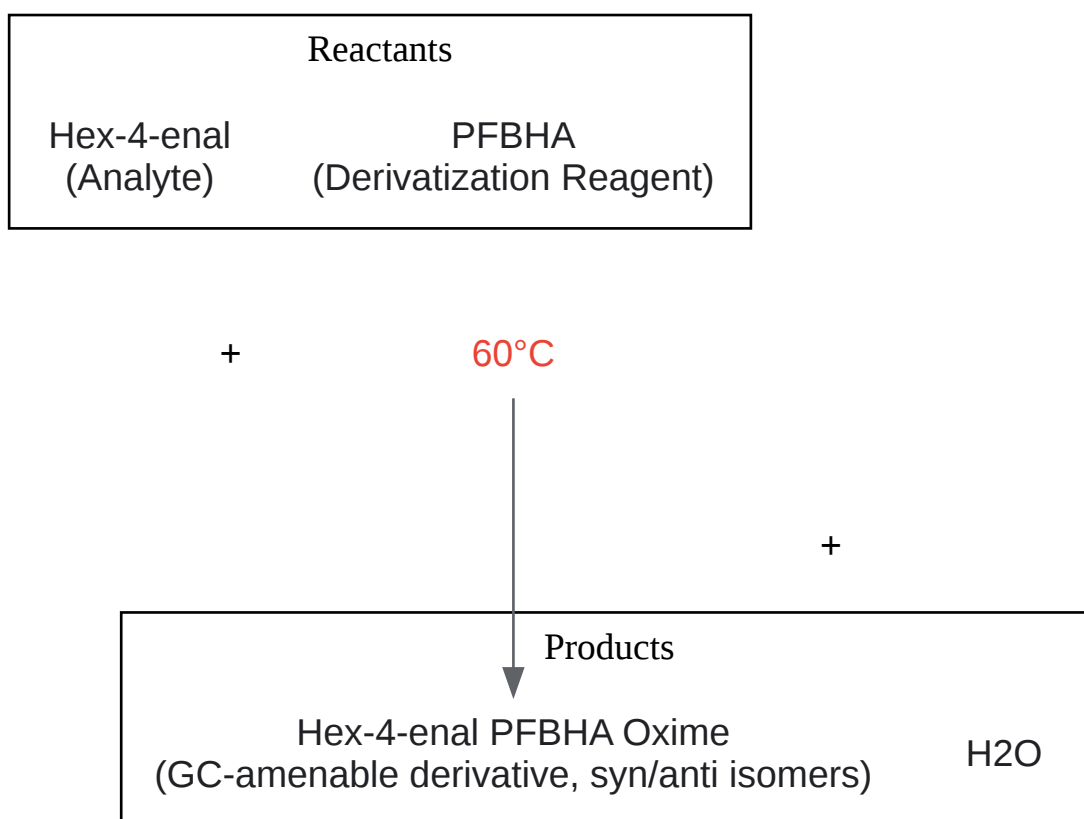 Reactants
Hex-4-enal
(Analyte)
PFBHA
(Derivatization Reagent)
+
60°C
+
Products
Hex-4-enal PFBHA Oxime
(GC-amenable derivative, syn/anti isomers)
H2O